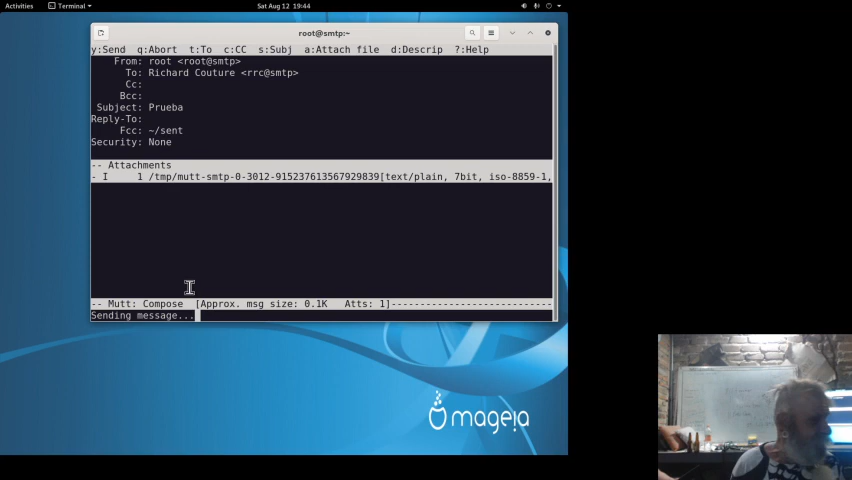 Activities Terminal Sat Aug 12 19:44
root@smtp:~
y:Send q:Abort t:To c:CC s:Subj a:Attach file d:Descrip ?:Help
From: root <root@smtp>
To: Richard Couture <rrc@smtp>
Cc:
Bcc:
Subject: Prueba
Reply-To:
Fcc: ~/sent
Security: None
-- Attachments
- I 1 /tmp/mutt-smtp-0-3012-915237613567929839[text/plain, 7bit, iso-8859-1,
-- Mutt: Compose [Approx. msg size: 0.1K Atts: 1]---------------------------
Sending message...
mageia